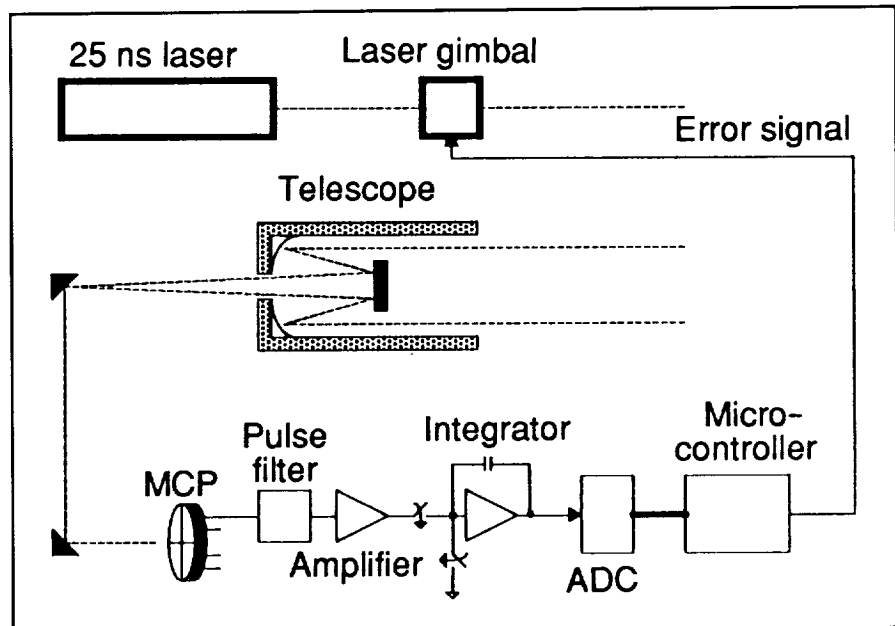 25 ns laser
Laser gimbal
Error signal
Telescope
Micro-
controller
Integrator
Pulse
filter
MCP
Amplifier
ADC